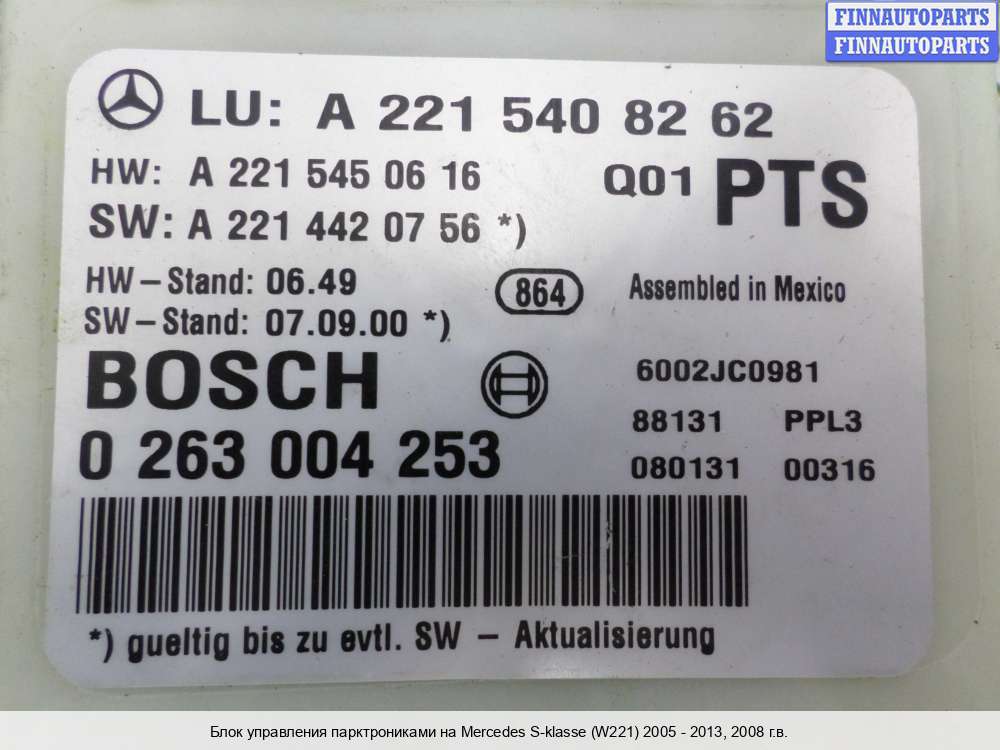 FINNAUTOPARTS
FINNAUTOPARTS
LU: A 221 540 82 62
HW: A 221 545 06 16
Q01 PTS
SW: A 221 442 07 56 *)
HW – Stand: 06.49
864
Assembled in Mexico
SW – Stand: 07.09.00 *)
BOSCH
6002JC0981
88131 PPL3
0 263 004 253
080131 00316
*) gueltig bis zu evtl. SW – Aktualisierung
Блок управления парктрониками на Mercedes S-klasse (W221) 2005 - 2013, 2008 г.в.